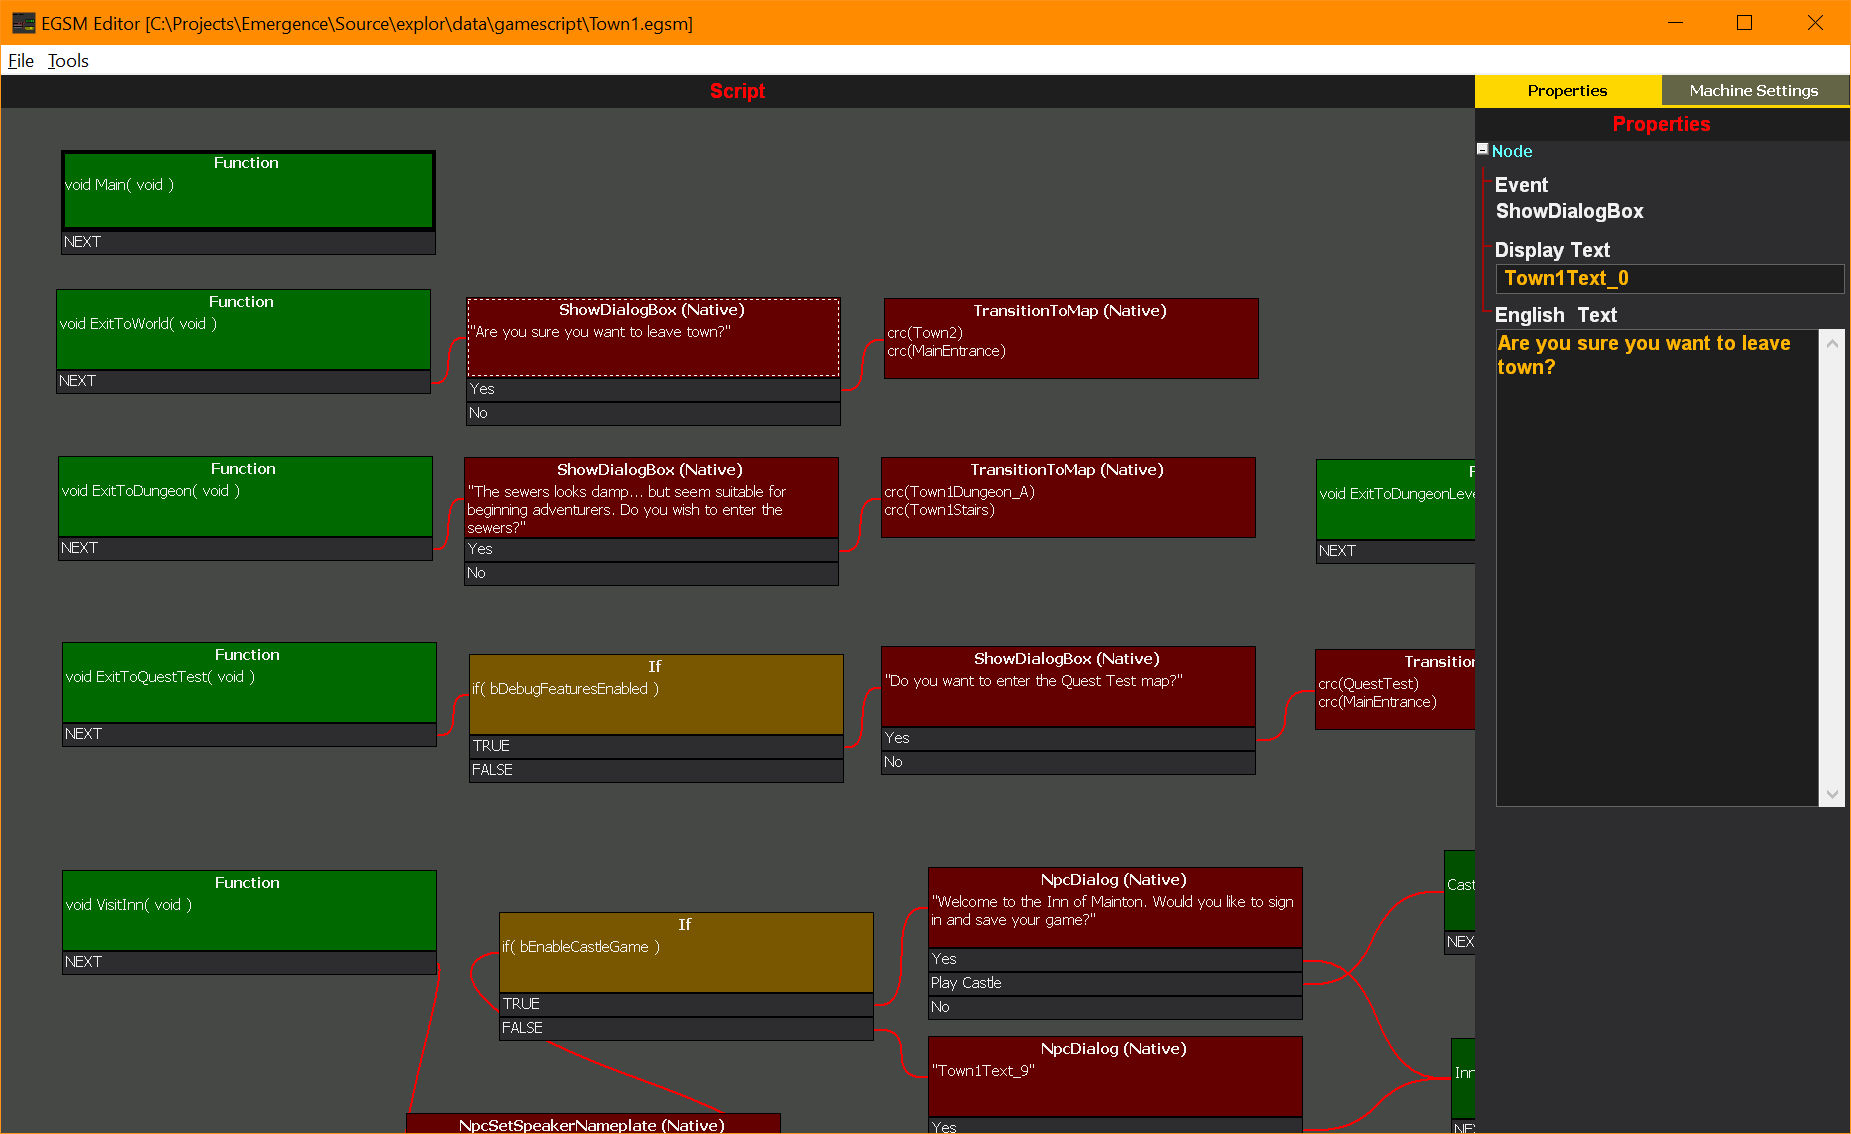 EGSM Editor [C:\Projects\Emergence\Source\explor\data\gamescript\Town1.egsm]
File Tools
Script
Properties
Machine Settings
Function
void Main( void )
NEXT
Function
void ExitToWorld( void )
NEXT
ShowDialogBox (Native)
"Are you sure you want to leave town?"
Yes
No
TransitionToMap (Native)
crc(Town2)
crc(MainEntrance)
Function
void ExitToDungeon( void )
NEXT
ShowDialogBox (Native)
"The sewers looks damp... but seem suitable for
beginning adventurers. Do you wish to enter the
sewers?"
Yes
No
TransitionToMap (Native)
crc(Town1Dungeon_A)
crc(Town1Stairs)
F
void ExitToDungeonLeve
NEXT
Function
void ExitToQuestTest( void )
NEXT
If
if( bDebugFeaturesEnabled )
TRUE
FALSE
ShowDialogBox (Native)
"Do you want to enter the Quest Test map?"
Yes
No
Transition
crc(QuestTest)
crc(MainEntrance)
Function
void VisitInn( void )
NEXT
If
if( bEnableCastleGame )
TRUE
FALSE
NpcDialog (Native)
"Welcome to the Inn of Mainton. Would you like to sign
in and save your game?"
Yes
Play Castle
No
Cast
NEX
NpcDialog (Native)
"Town1Text_9"
Yes
Inn
NEX
NpcSetSpeakerNameplate (Native)
Properties
Node
Event
ShowDialogBox
Display Text
Town1Text_0
English Text
Are you sure you want to leave
town?